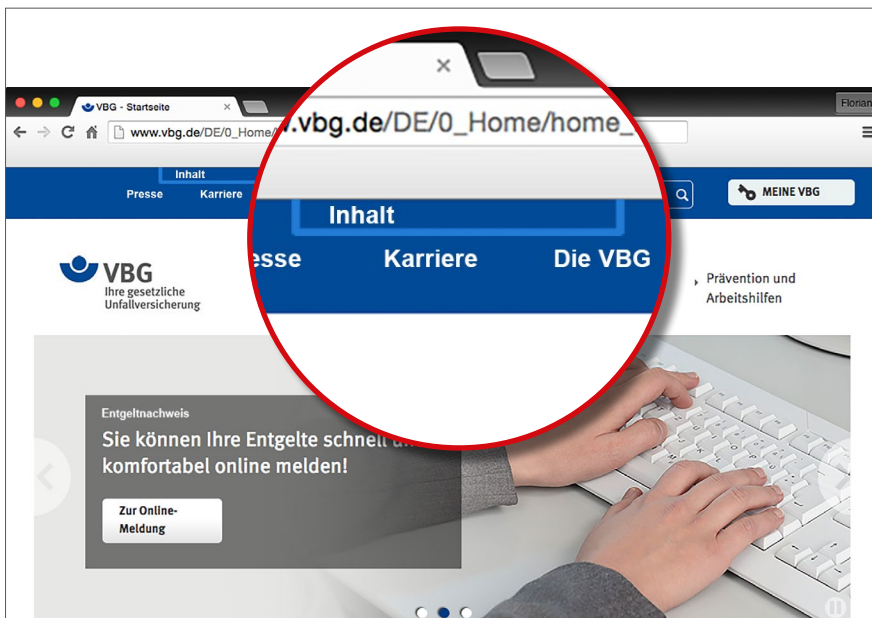 VBG - Startseite
Florian
www.vbg.de/DE/0_Home/
.vbg.de/DE/0_Home/home_
Inhalt
Presse Karriere
MEINE VBG
Inhalt
esse Karriere Die VBG
VBG
Ihre gesetzliche
Unfallversicherung
Prävention und
Arbeitshilfen
Entgeltnachweis
Sie können Ihre Entgelte schnell
komfortabel online melden!
Zur Online-
Meldung